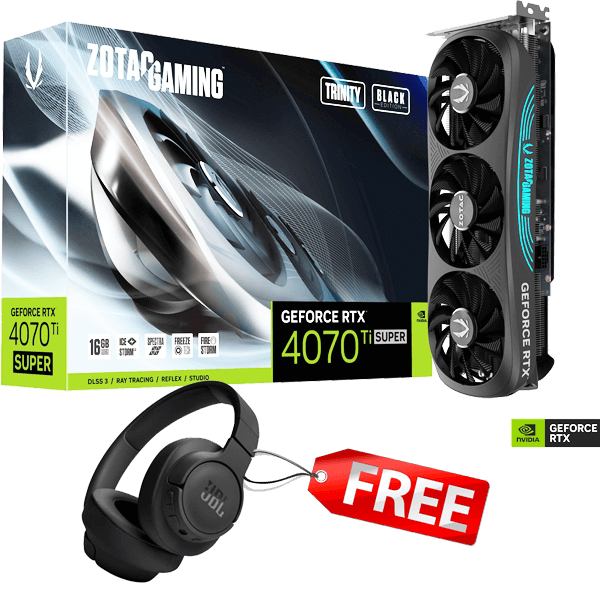 ZOTAC GAMING
TRINITY
BLACK
EDITION
GEFORCE RTX
4070 Ti
SUPER
16GB
ICE
STORM
SPECTRA
FREEZE
TECH
FIRE
STORM
DLSS 3 / RAY TRACING / REFLEX / STUDIO
GEFORCE RTX
4070 Ti SUPER
NVIDIA
ZOTAC
ZOTAC GAMING
GEFORCE RTX
NVIDIA
GEFORCE
RTX
JBL
FREE